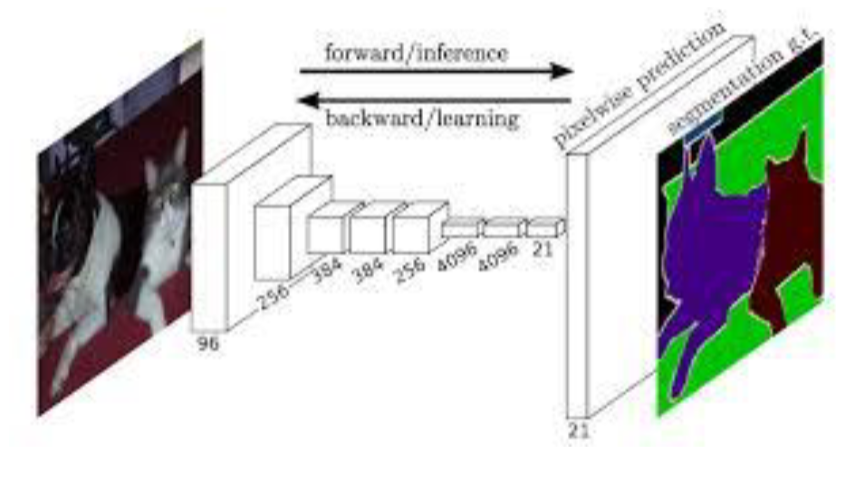 forward/inference
backward/learning
pixelwise prediction
segmentation g.t.
96
256
384
384
256
4096
4096
21
21